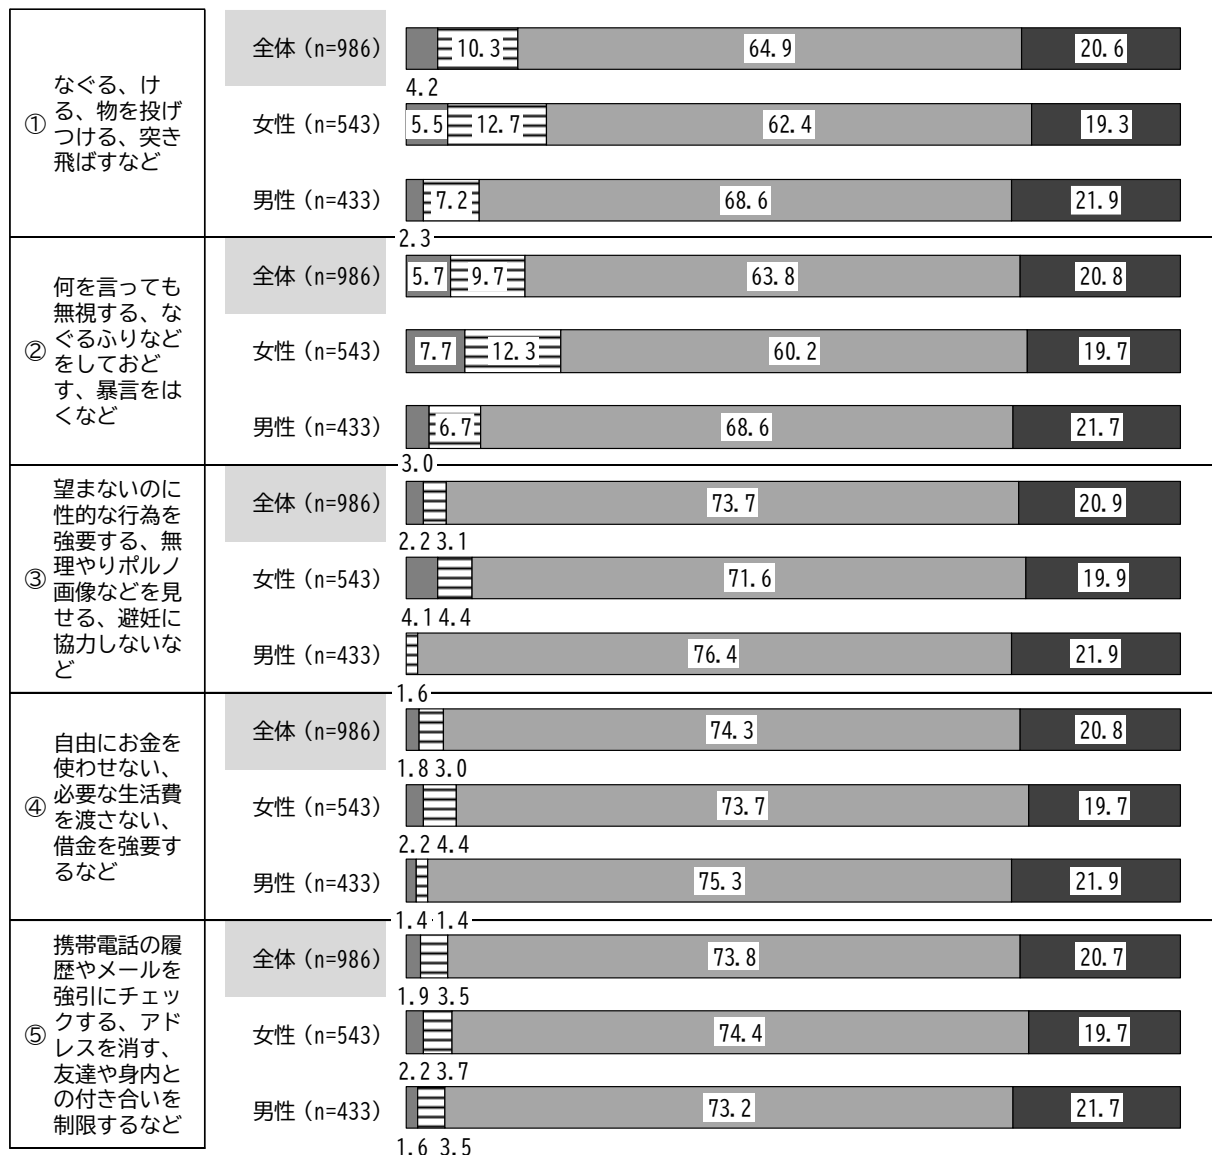 ①
なぐる、け
る、物を投げ
つける、突き
飛ばすなど
全体 (n=986)
10.3
64.9
20.6
4.2
女性 (n=543)
5.5
12.7
62.4
19.3
男性 (n=433)
7.2
68.6
21.9
2.3
②
何を言っても
無視する、な
ぐるふりなど
をしておど
す、暴言をは
くなど
全体 (n=986)
5.7
9.7
63.8
20.8
女性 (n=543)
7.7
12.3
60.2
19.7
男性 (n=433)
6.7
68.6
21.7
3.0
③
望まないのに
性的な行為を
強要する、無
理やりポルノ
画像などを見
せる、避妊に
協力しないな
ど
全体 (n=986)
73.7
20.9
2.2 3.1
女性 (n=543)
71.6
19.9
4.1 4.4
男性 (n=433)
76.4
21.9
1.6
④
自由にお金を
使わせない、
必要な生活費
を渡さない、
借金を強要す
るなど
全体 (n=986)
74.3
20.8
1.8 3.0
女性 (n=543)
73.7
19.7
2.2 4.4
男性 (n=433)
75.3
21.9
1.4 1.4
⑤
携帯電話の履
歴やメールを
強引にチェッ
クする、アド
レスを消す、
友達や身内と
の付き合いを
制限するなど
全体 (n=986)
73.8
20.7
1.9 3.5
女性 (n=543)
74.4
19.7
2.2 3.7
男性 (n=433)
73.2
21.7
1.6 3.5